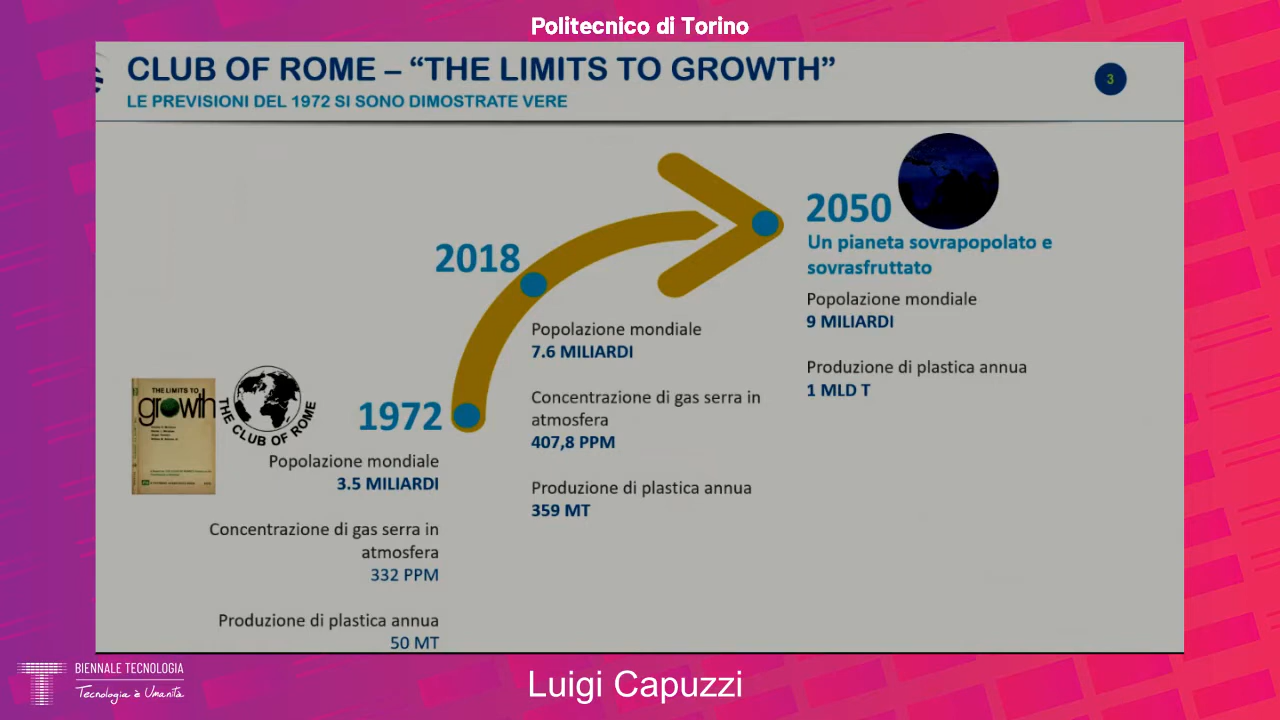 Politecnico di Torino
CLUB OF ROME – “THE LIMITS TO GROWTH”
3
LE PREVISIONI DEL 1972 SI SONO DIMOSTRATE VERE
2050
Un pianeta sovrapopolato e
sovrasfruttato
Popolazione mondiale
9 MILIARDI
Produzione di plastica annua
1 MLD T
2018
Popolazione mondiale
7.6 MILIARDI
Concentrazione di gas serra in
atmosfera
407,8 PPM
Produzione di plastica annua
359 MT
THE LIMITS TO
growth
THE CLUB OF ROME
1972
Popolazione mondiale
3.5 MILIARDI
Concentrazione di gas serra in
atmosfera
332 PPM
Produzione di plastica annua
50 MT
BIENNALE TECNOLOGIA
Tecnologia è Umanità
Luigi Capuzzi